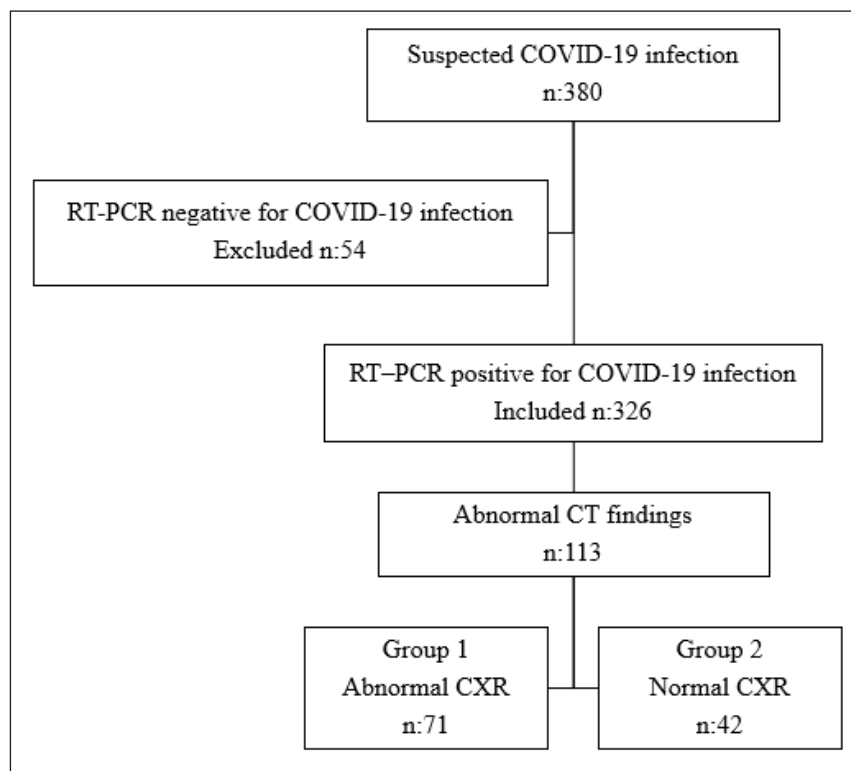 Suspected COVID-19 infection
n:380
RT-PCR negative for COVID-19 infection
Excluded n:54
RT–PCR positive for COVID-19 infection
Included n:326
Abnormal CT findings
n:113
Group 1
Abnormal CXR
n:71
Group 2
Normal CXR
n:42